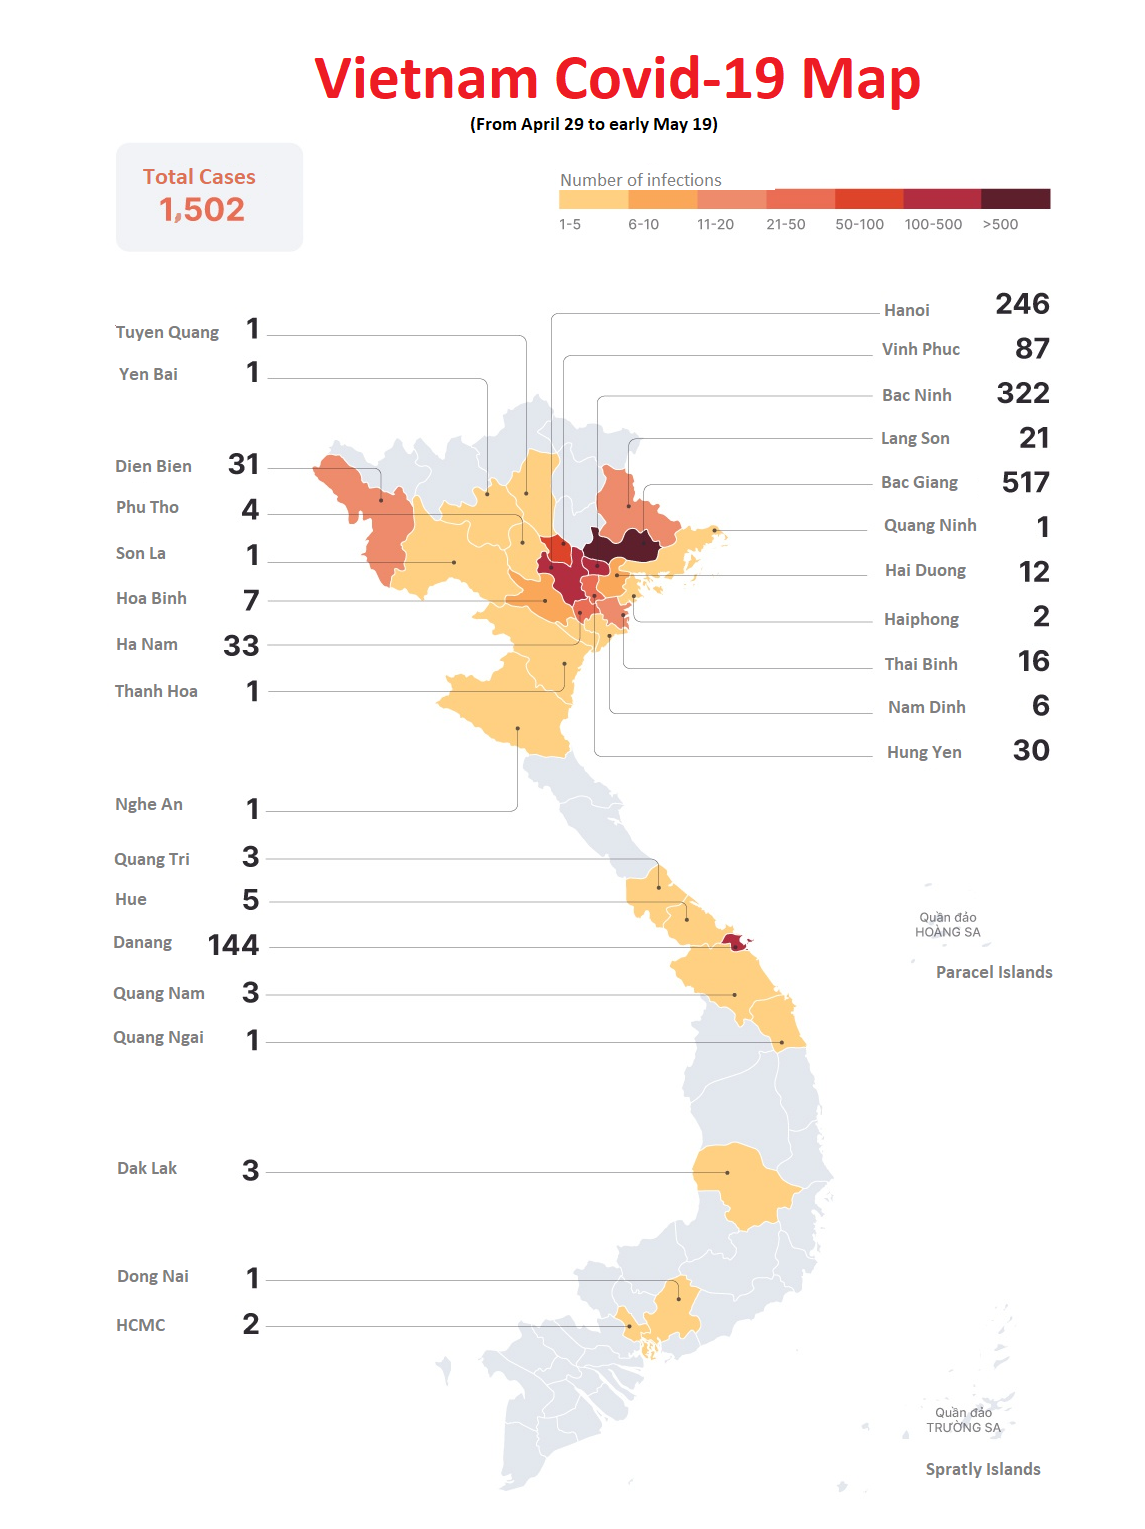 Vietnam Covid-19 Map
(From April 29 to early May 19)
Total Cases
1,502
Number of infections
1-5 6-10 11-20 21-50 50-100 100-500 >500
Tuyen Quang 1
Yen Bai 1
Dien Bien 31
Phu Tho 4
Son La 1
Hoa Binh 7
Ha Nam 33
Thanh Hoa 1
Nghe An 1
Quang Tri 3
Hue 5
Danang 144
Quang Nam 3
Quang Ngai 1
Dak Lak 3
Dong Nai 1
HCMC 2
Hanoi 246
Vinh Phuc 87
Bac Ninh 322
Lang Son 21
Bac Giang 517
Quang Ninh 1
Hai Duong 12
Haiphong 2
Thai Binh 16
Nam Dinh 6
Hung Yen 30
Quần đảo
HOÀNG SA
Paracel Islands
Quần đảo
TRƯỜNG SA
Spratly Islands